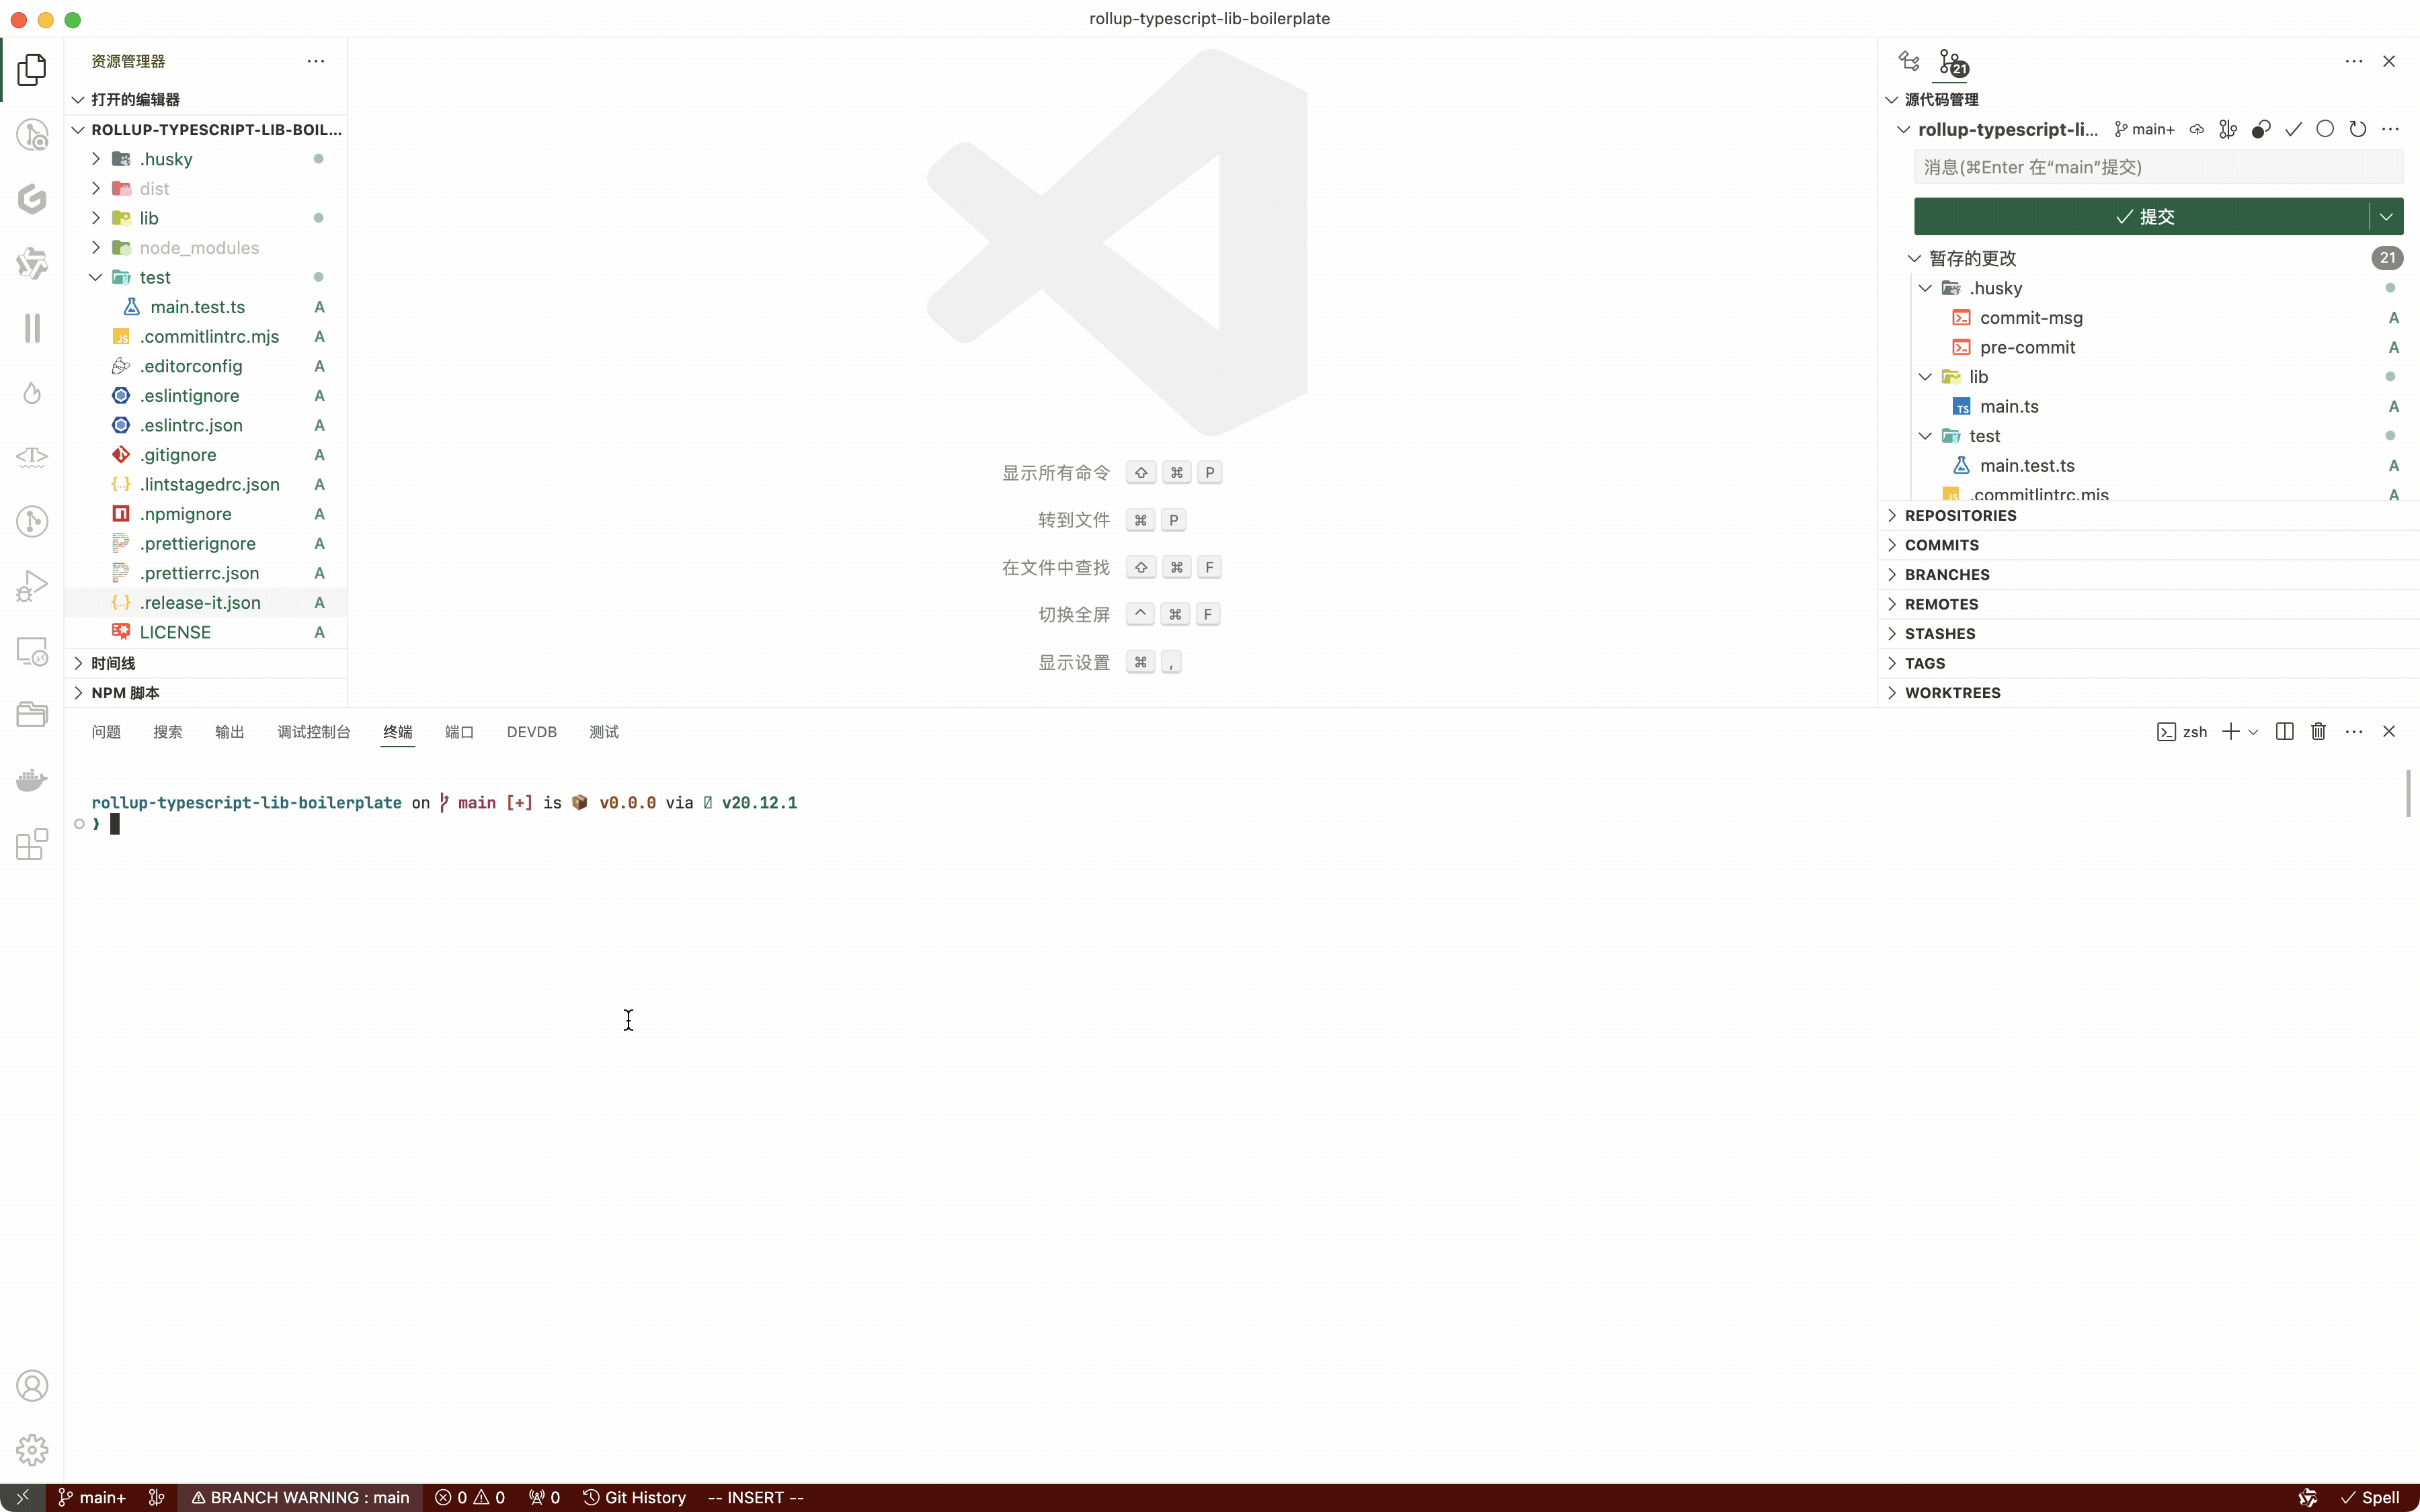 rollup-typescript-lib-boilerplate
资源管理器
打开的编辑器
ROLLUP-TYPESCRIPT-LIB-BOIL...
.husky
dist
lib
node_modules
test
main.test.ts A
.commitlintrc.mjs A
.editorconfig A
.eslintignore A
.eslintrc.json A
.gitignore A
.lintstagedrc.json A
.npmignore A
.prettierignore A
.prettierrc.json A
.release-it.json A
LICENSE A
时间线
NPM 脚本
显示所有命令 ⇧ ⌘ P
转到文件 ⌘ P
在文件中查找 ⇧ ⌘ F
切换全屏 ^ ⌘ F
显示设置 ⌘ ,
21
源代码管理
rollup-typescript-li... main+
消息(⌘Enter 在“main”提交)
提交
暂存的更改 21
.husky
commit-msg A
pre-commit A
lib
main.ts A
test
main.test.ts A
.commitlintrc.mjs A
REPOSITORIES
COMMITS
BRANCHES
REMOTES
STASHES
TAGS
WORKTREES
问题 搜索 输出 调试控制台 终端 端口 DEVDB 测试
zsh
rollup-typescript-lib-boilerplate on main [+] is 📦 v0.0.0 via v20.12.1
❯
main+ BRANCH WARNING : main 0 0 0 Git History -- INSERT -- Spell